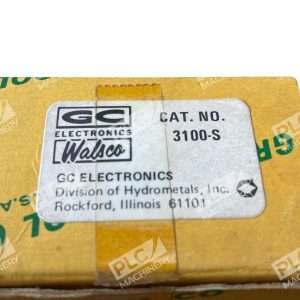 GC
ELECTRONICS
Walsco
CAT. NO.
3100-S
GC ELECTRONICS
Division of Hydrometals, Inc.
Rockford, Illinois 61101
PLC
MACHINERY